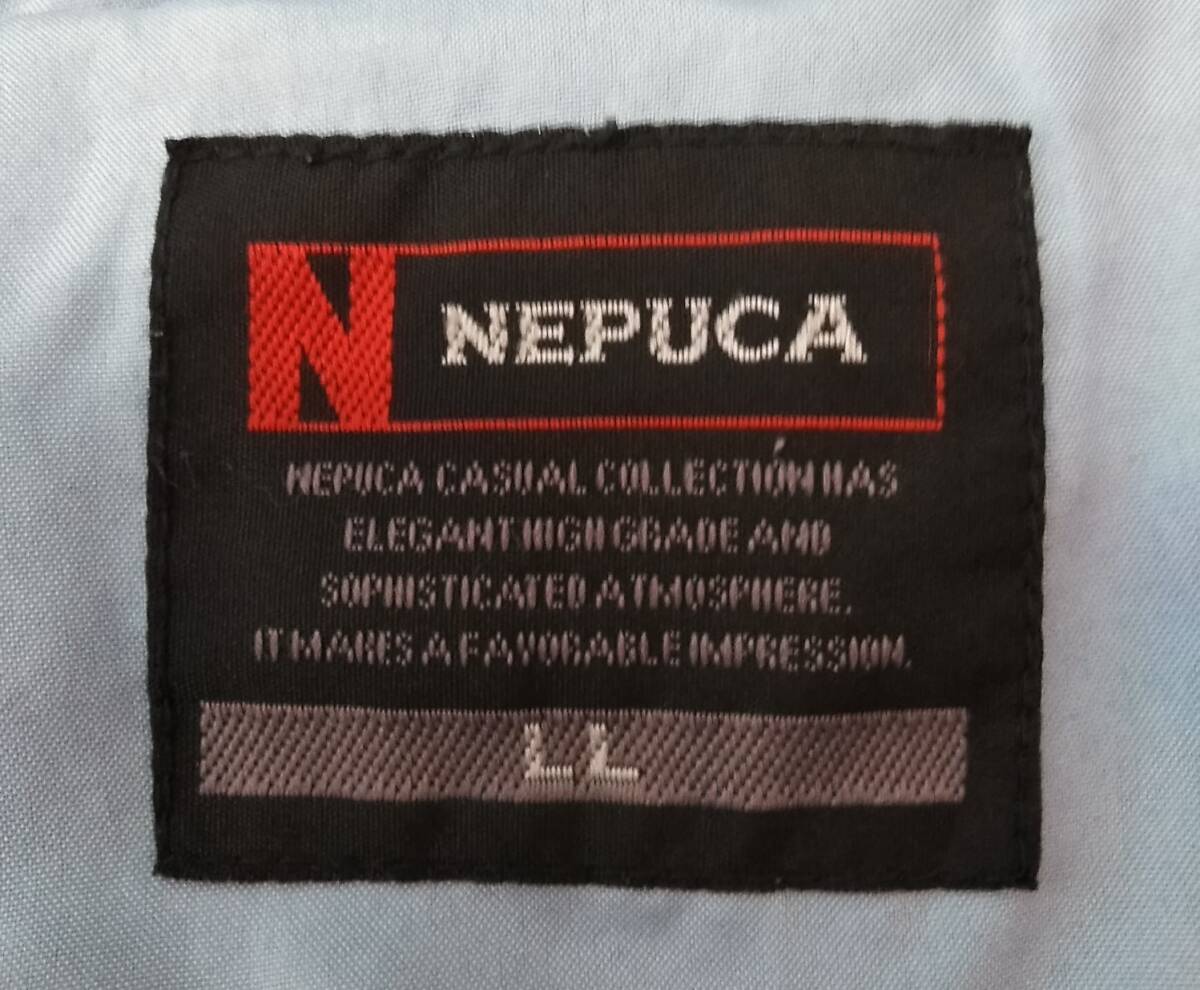 N NEPUCA
NEPUCA CASUAL COLLECTION HAS
ELEGANT HIGH GRADE AND
SOPHISTICATED ATMOSPHERE.
IT MAKES A FAVORABLE IMPRESSION.
LL